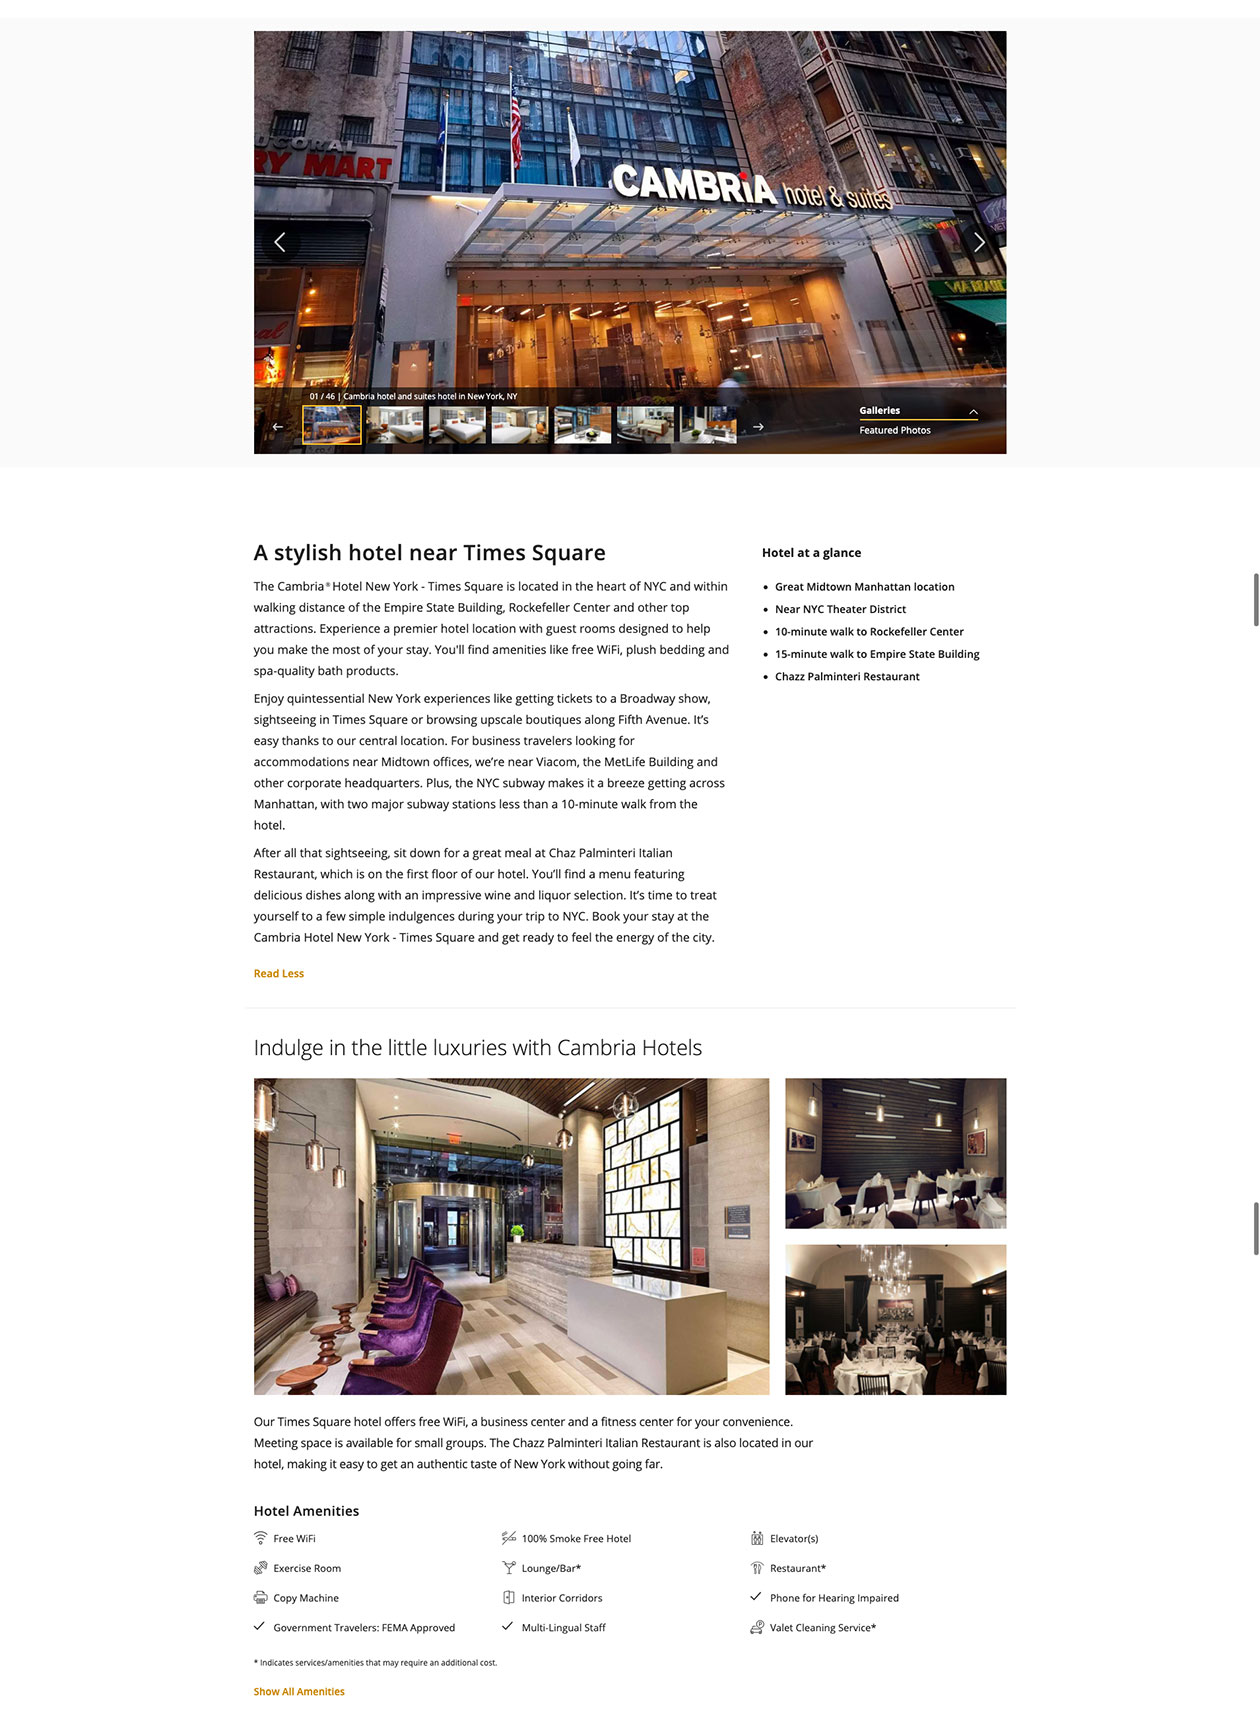 UCORAL
RY MART
CAMBRiA hotel & suites
01 / 46 | Cambria hotel and suites hotel in New York, NY
Galleries
Featured Photos
A stylish hotel near Times Square
The Cambria® Hotel New York - Times Square is located in the heart of NYC and within
walking distance of the Empire State Building, Rockefeller Center and other top
attractions. Experience a premier hotel location with guest rooms designed to help
you make the most of your stay. You'll find amenities like free WiFi, plush bedding and
spa-quality bath products.
Enjoy quintessential New York experiences like getting tickets to a Broadway show,
sightseeing in Times Square or browsing upscale boutiques along Fifth Avenue. It’s
easy thanks to our central location. For business travelers looking for
accommodations near Midtown offices, we’re near Viacom, the MetLife Building and
other corporate headquarters. Plus, the NYC subway makes it a breeze getting across
Manhattan, with two major subway stations less than a 10-minute walk from the
hotel.
After all that sightseeing, sit down for a great meal at Chaz Palminteri Italian
Restaurant, which is on the first floor of our hotel. You’ll find a menu featuring
delicious dishes along with an impressive wine and liquor selection. It’s time to treat
yourself to a few simple indulgences during your trip to NYC. Book your stay at the
Cambria Hotel New York - Times Square and get ready to feel the energy of the city.
Read Less
Hotel at a glance
• Great Midtown Manhattan location
• Near NYC Theater District
• 10-minute walk to Rockefeller Center
• 15-minute walk to Empire State Building
• Chazz Palminteri Restaurant
Indulge in the little luxuries with Cambria Hotels
Our Times Square hotel offers free WiFi, a business center and a fitness center for your convenience.
Meeting space is available for small groups. The Chazz Palminteri Italian Restaurant is also located in our
hotel, making it easy to get an authentic taste of New York without going far.
Hotel Amenities
Free WiFi
100% Smoke Free Hotel
Elevator(s)
Exercise Room
Lounge/Bar*
Restaurant*
Copy Machine
Interior Corridors
Phone for Hearing Impaired
Government Travelers: FEMA Approved
Multi-Lingual Staff
Valet Cleaning Service*
* Indicates services/amenities that may require an additional cost.
Show All Amenities